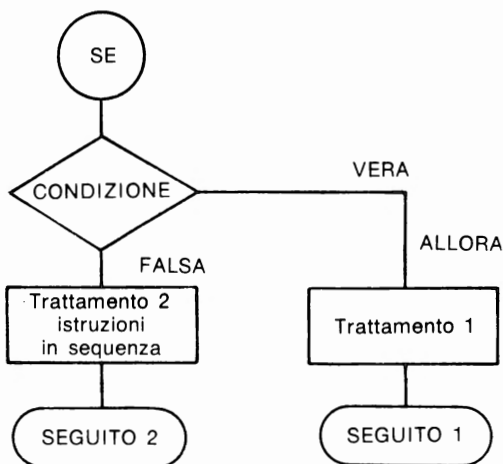 SE
CONDIZIONE
VERA
ALLORA
FALSA
Trattamento 2
istruzioni
in sequenza
Trattamento 1
SEGUITO 2
SEGUITO 1